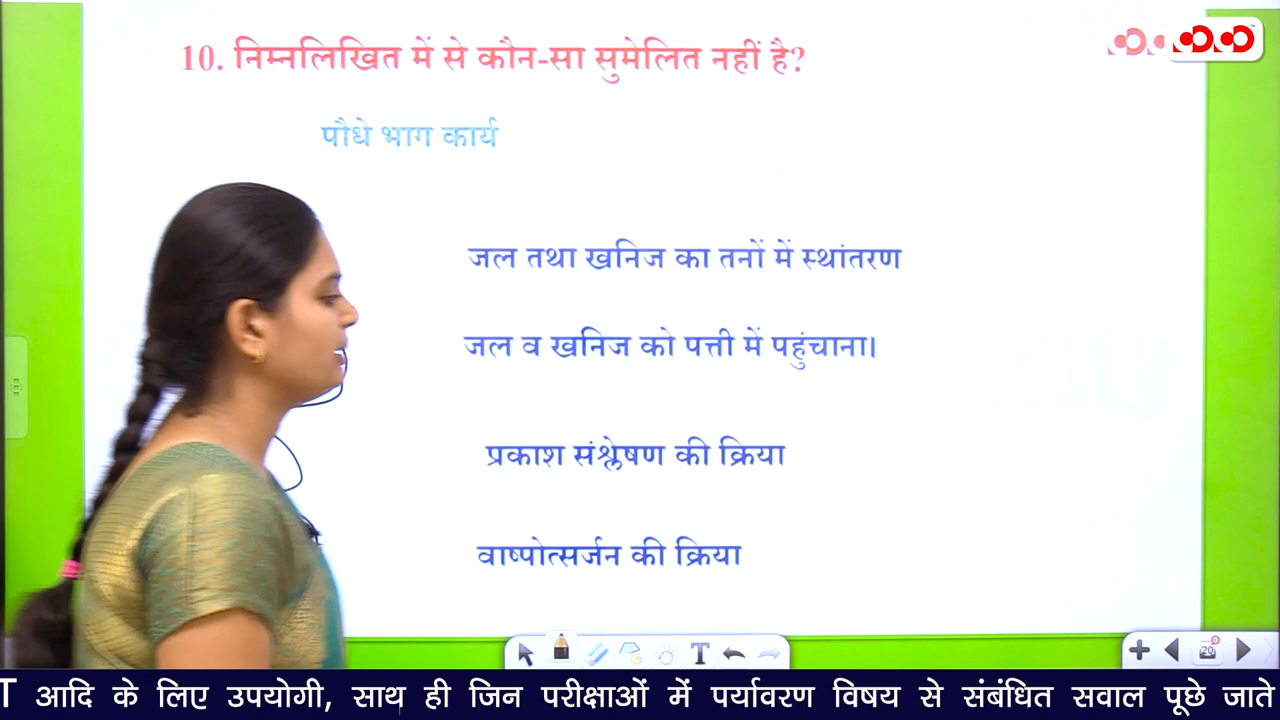 10. निम्नलिखित में से कौन-सा सुमेलित नहीं है?
पौधे भाग कार्य
जल तथा खनिज का तनों में स्थांतरण
जल व खनिज को पत्ती में पहुंचाना।
प्रकाश संश्लेषण की क्रिया
वाष्पोत्सर्जन की क्रिया
T
20
T आदि के लिए उपयोगी, साथ ही जिन परीक्षाओं में पर्यावरण विषय से संबंधित सवाल पूछे जाते